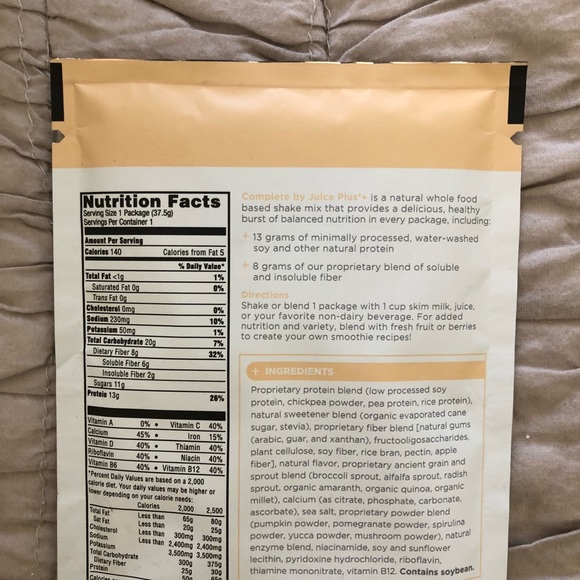 Nutrition Facts
Serving Size 1 Package (37.5g)
Servings Per Container 1
Amount Per Serving
Calories 140 Calories from Fat 5
% Daily Value*
Total Fat <1g 1%
Saturated Fat 0g 0%
Trans Fat 0g
Cholesterol 0mg 0%
Sodium 230mg 10%
Potassium 50mg 1%
Total Carbohydrate 20g 7%
Dietary Fiber 8g 32%
Soluble Fiber 6g
Insoluble Fiber 2g
Sugars 11g
Protein 13g 26%
Vitamin A 0% • Vitamin C 40%
Calcium 45% • Iron 15%
Vitamin D 40% • Thiamin 40%
Riboflavin 40% • Niacin 40%
Vitamin B6 40% • Vitamin B12 40%
*Percent Daily Values are based on a 2,000
calorie diet. Your daily values may be higher or
lower depending on your calorie needs:
Calories 2,000 2,500
Total Fat Less than 65g 80g
Sat Fat Less than 20g 25g
Cholesterol Less than 300mg 300mg
Sodium Less than 2,400mg 2,400mg
Potassium 3,500mg 3,500mg
Total Carbohydrate 300g 375g
Dietary Fiber 25g 30g
Protein 50g 65g
Complete by Juice Plus+® is a natural whole food
based shake mix that provides a delicious, healthy
burst of balanced nutrition in every package, including:
+ 13 grams of minimally processed, water-washed
soy and other natural protein
+ 8 grams of our proprietary blend of soluble
and insoluble fiber
Directions
Shake or blend 1 package with 1 cup skim milk, juice,
or your favorite non-dairy beverage. For added
nutrition and variety, blend with fresh fruit or berries
to create your own smoothie recipes!
+ INGREDIENTS
Proprietary protein blend (low processed soy
protein, chickpea powder, pea protein, rice protein),
natural sweetener blend (organic evaporated cane
sugar, stevia), proprietary fiber blend [natural gums
(arabic, guar, and xanthan), fructooligosaccharides,
plant cellulose, soy fiber, rice bran, pectin, apple
fiber], natural flavor, proprietary ancient grain and
sprout blend (broccoli sprout, alfalfa sprout, radish
sprout, organic amaranth, organic quinoa, organic
millet), calcium (as citrate, phosphate, carbonate,
ascorbate), sea salt, proprietary powder blend
(pumpkin powder, pomegranate powder, spirulina
powder, yucca powder, mushroom powder), natural
enzyme blend, niacinamide, soy and sunflower
lecithin, pyridoxine hydrochloride, riboflavin,
thiamine mononitrate, vitamin B12. Contains soybean.